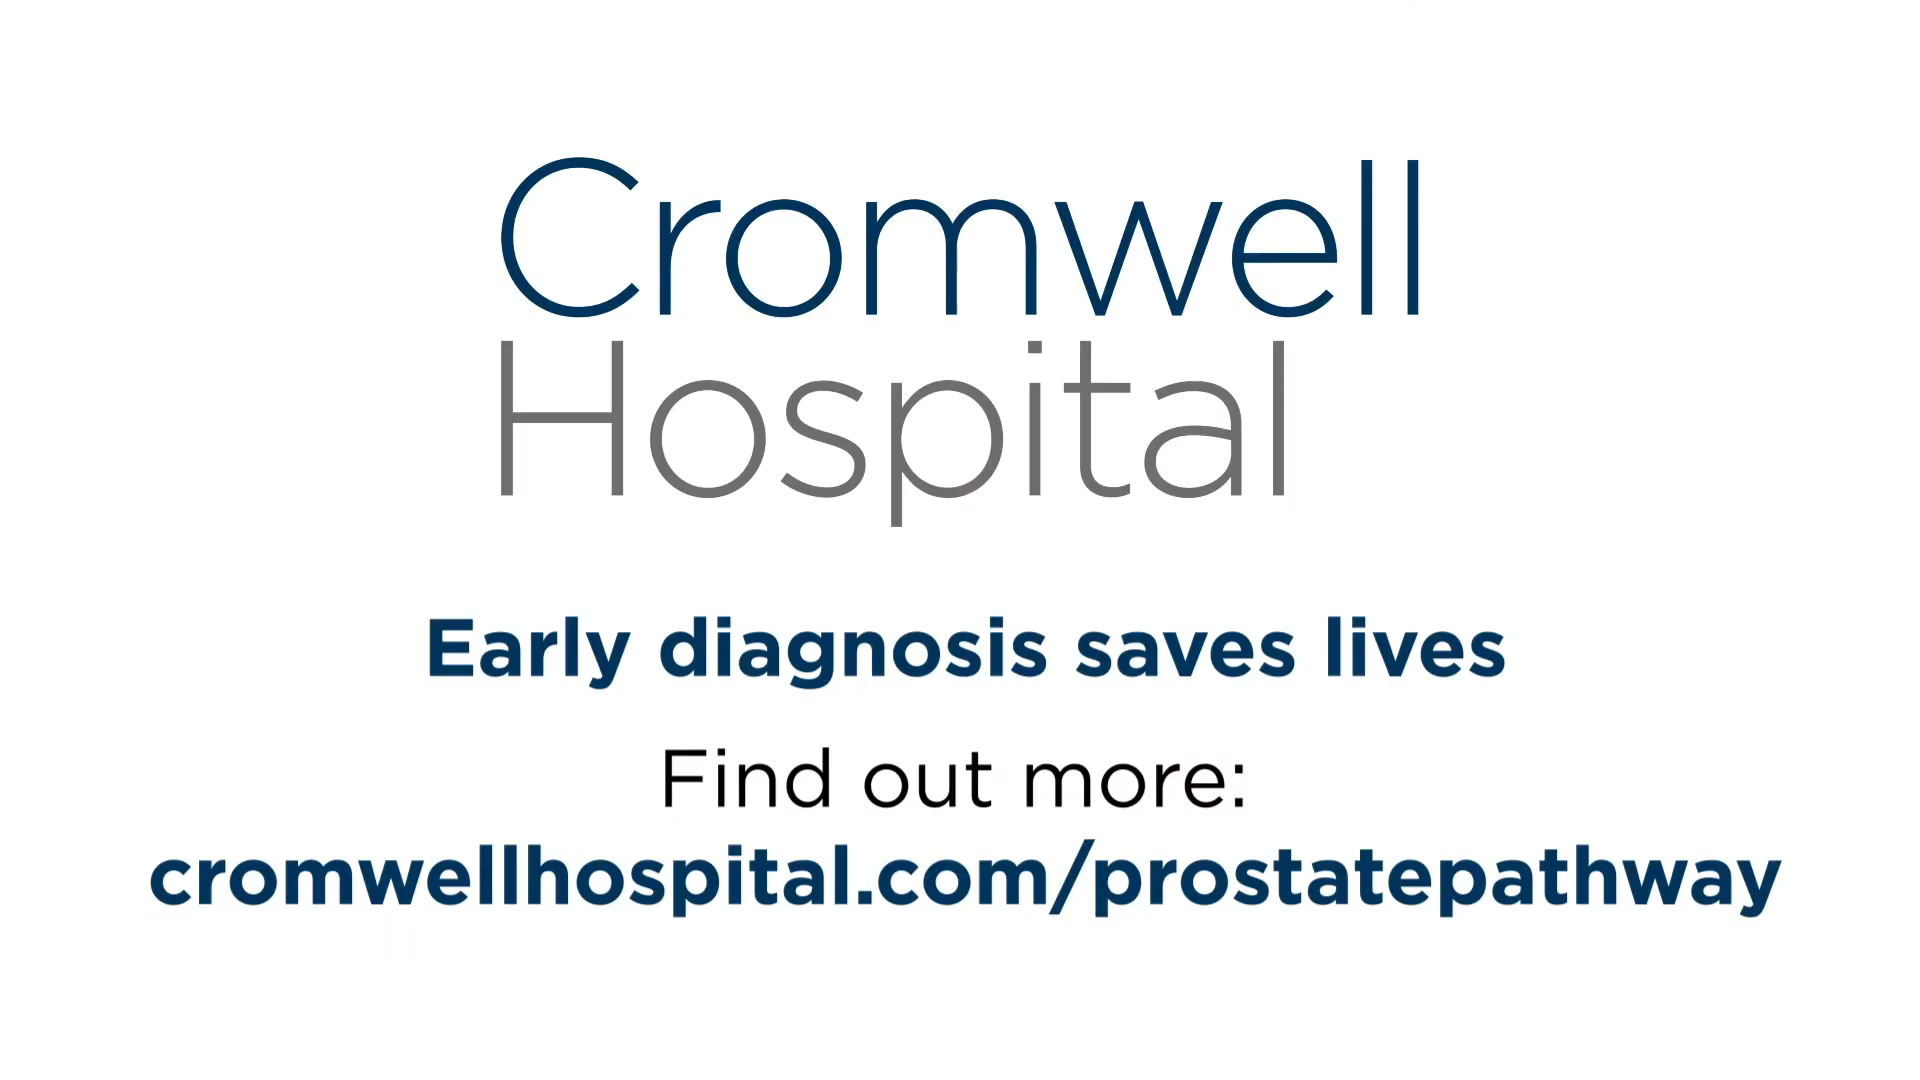 Cromwell
Hospital
Early diagnosis saves lives
Find out more:
cromwellhospital.com/prostatepathway